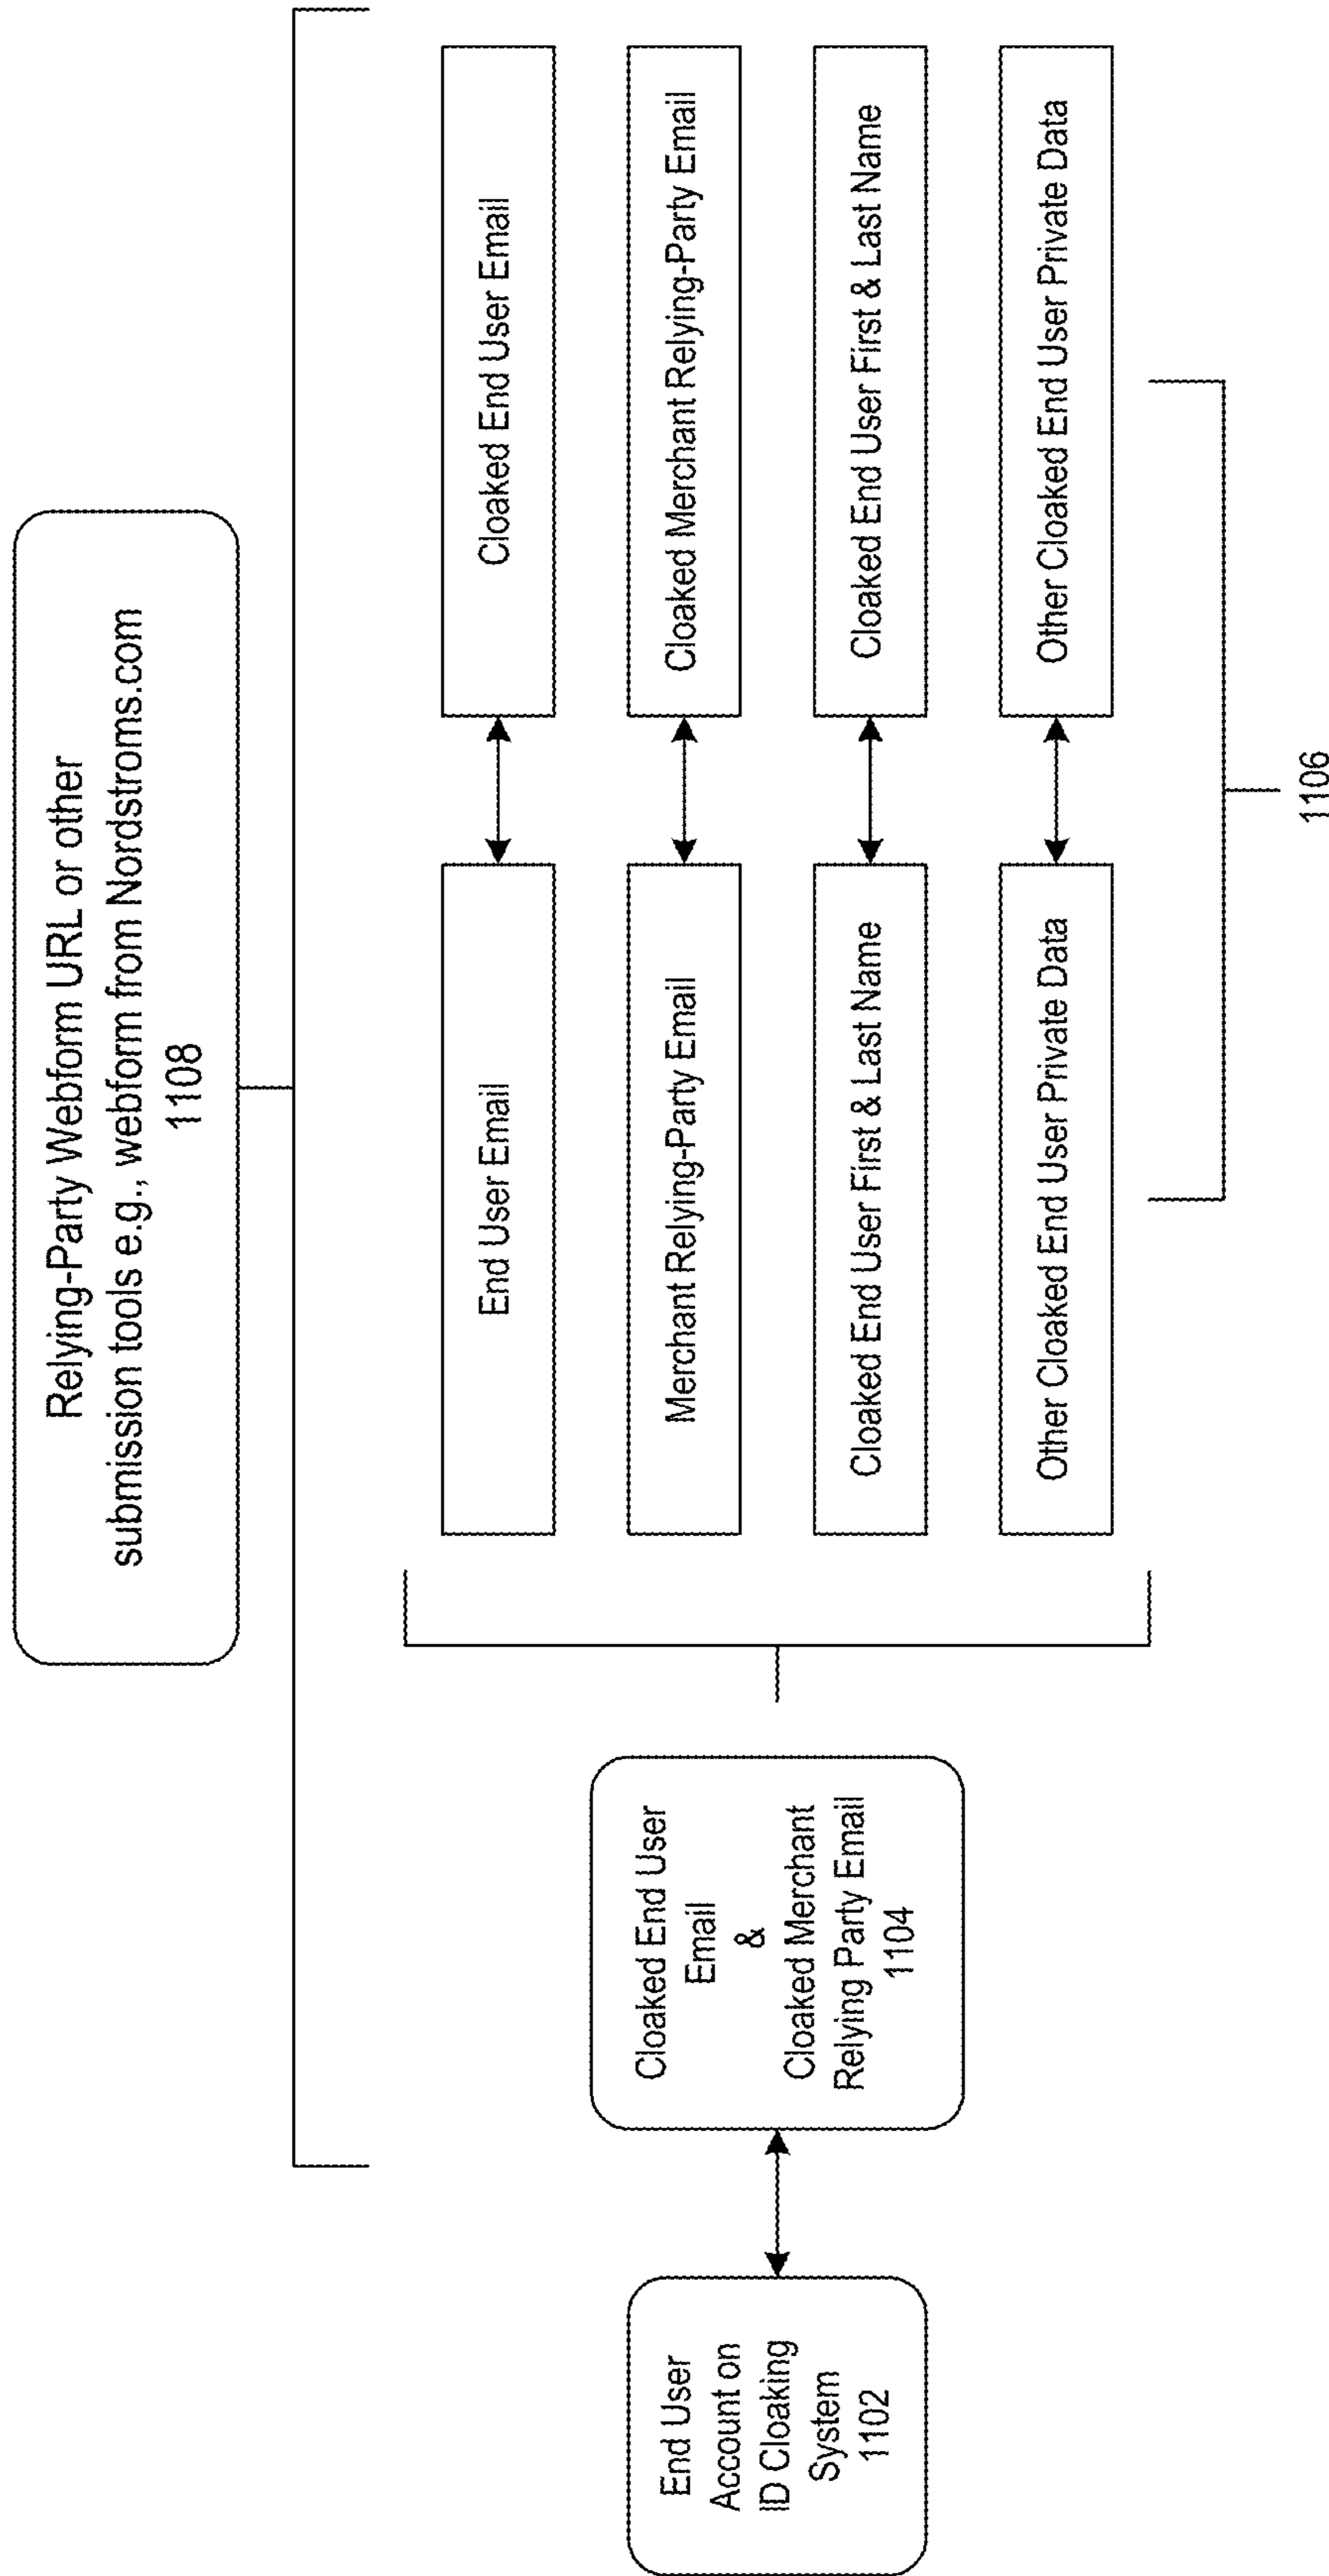 Relying-Party Webform URL or other
submission tools e.g., webform from Nordstroms.com
1108
End User
Account on
ID Cloaking
System
1102
Cloaked End User
Email
&
Cloaked Merchant
Relying Party Email
1104
End User Email
Cloaked End User Email
Merchant Relying-Party Email
Cloaked Merchant Relying-Party Email
Cloaked End User First & Last Name
Cloaked End User First & Last Name
Other Cloaked End User Private Data
Other Cloaked End User Private Data
1106